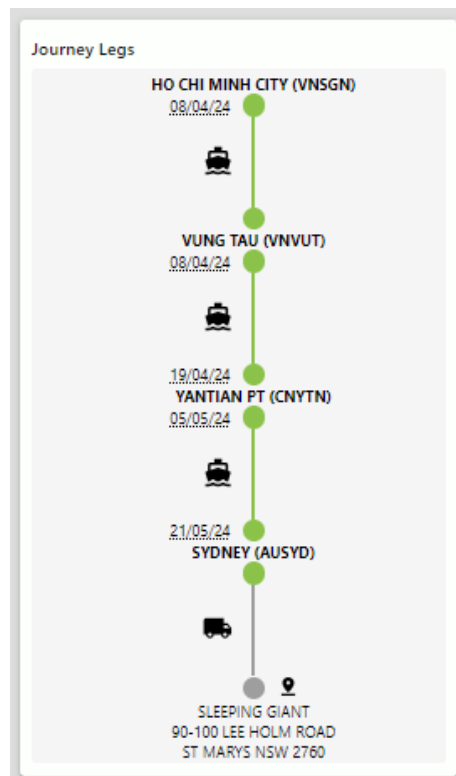 Journey Legs
HO CHI MINH CITY (VNSGN)
08/04/24
VUNG TAU (VNVUT)
08/04/24
19/04/24
YANTIAN PT (CNYTN)
05/05/24
21/05/24
SYDNEY (AUSYD)
SLEEPING GIANT
90-100 LEE HOLM ROAD
ST MARYS NSW 2760